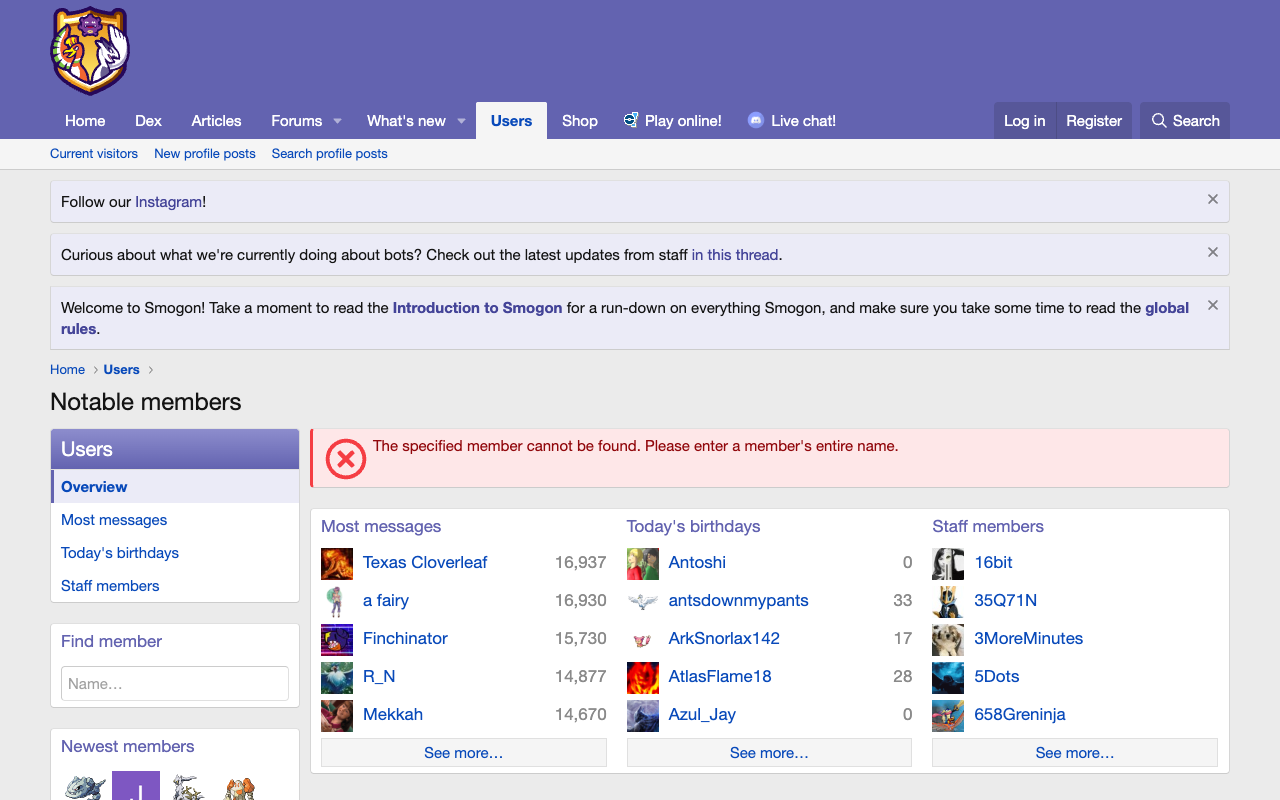 Home Dex Articles Forums What's new Users Shop Play online! Live chat! Log in Register Search
Current visitors New profile posts Search profile posts
Follow our Instagram!
Curious about what we're currently doing about bots? Check out the latest updates from staff in this thread.
Welcome to Smogon! Take a moment to read the Introduction to Smogon for a run-down on everything Smogon, and make sure you take some time to read the global
rules.
Home Users
Notable members
Users
Overview
Most messages
Today's birthdays
Staff members
Find member
Name…
Newest members
J
The specified member cannot be found. Please enter a member's entire name.
Most messages
Texas Cloverleaf 16,937
a fairy 16,930
Finchinator 15,730
R_N 14,877
Mekkah 14,670
See more…
Today's birthdays
Antoshi 0
antsdownmypants 33
ArkSnorlax142 17
AtlasFlame18 28
Azul_Jay 0
See more…
Staff members
16bit
35Q71N
3MoreMinutes
5Dots
658Greninja
See more…